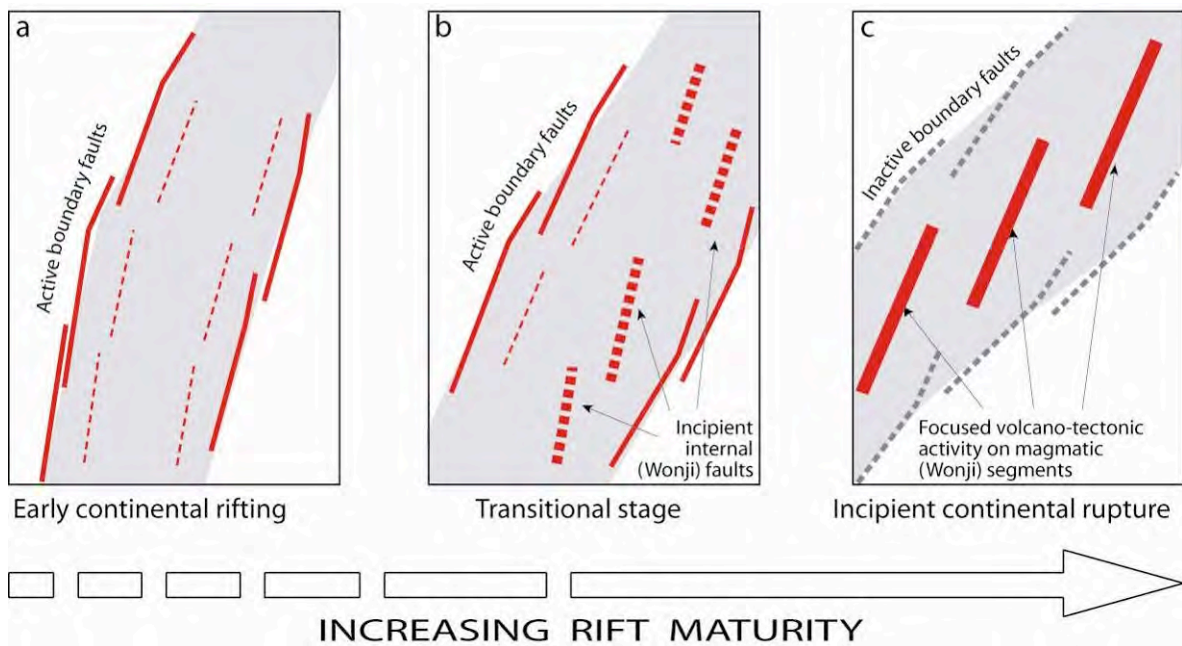 a
Active boundary faults
Early continental rifting
b
Active boundary faults
Incipient
internal
(Wonji) faults
Transitional stage
c
Inactive boundary faults
Focused volcano-tectonic
activity on magmatic
(Wonji) segments
Incipient continental rupture
INCREASING RIFT MATURITY